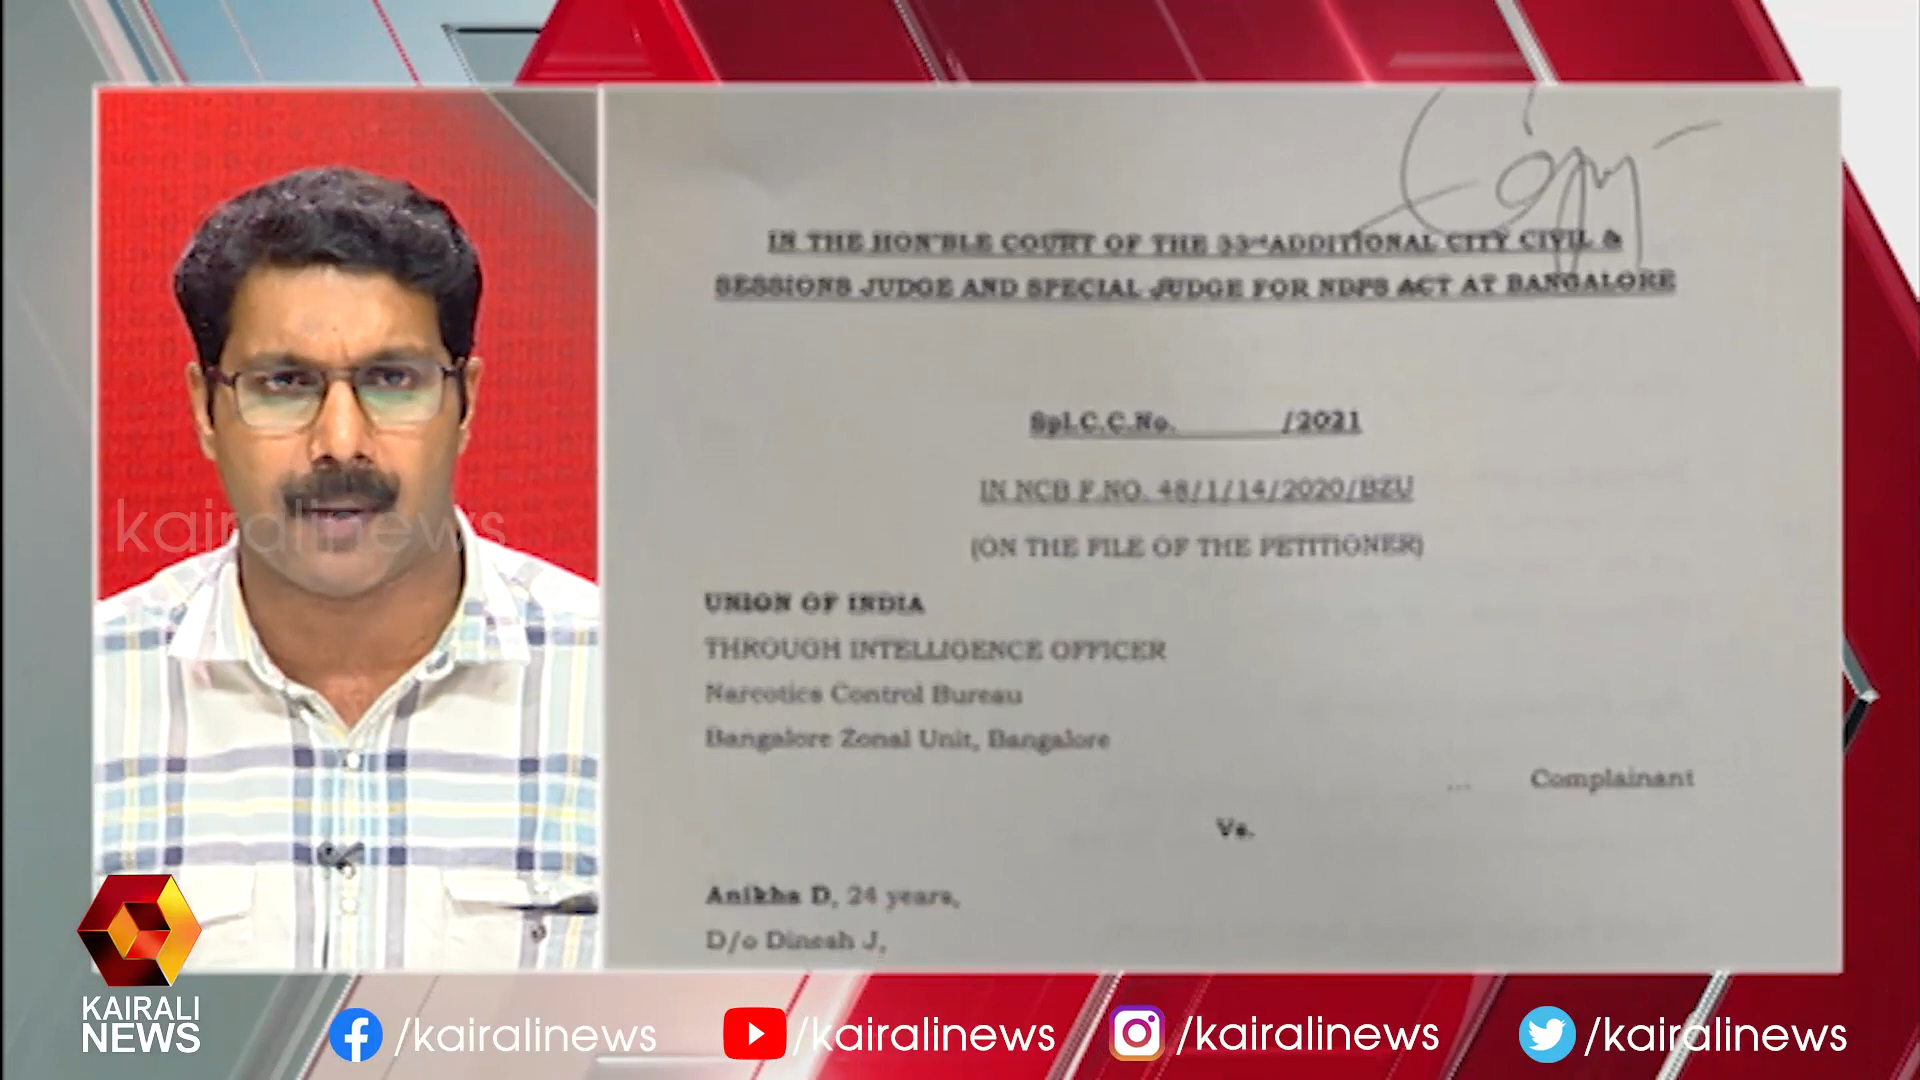 Copy
IN THE HON'BLE COURT OF THE 33rd ADDITIONAL CITY CIVIL &
SESSIONS JUDGE AND SPECIAL JUDGE FOR NDPS ACT AT BANGALORE
Spl.C.C.No. ________/2021
IN NCB F.NO. 48/1/14/2020/BZU
(ON THE FILE OF THE PETITIONER)
UNION OF INDIA
THROUGH INTELLIGENCE OFFICER
Narcotics Control Bureau
Bangalore Zonal Unit, Bangalore
... Complainant
Vs.
Anikha D, 24 years,
D/o Dinesh J,
kairalinews
KAIRALI
NEWS
/kairalinews
/kairalinews
/kairalinews
/kairalinews